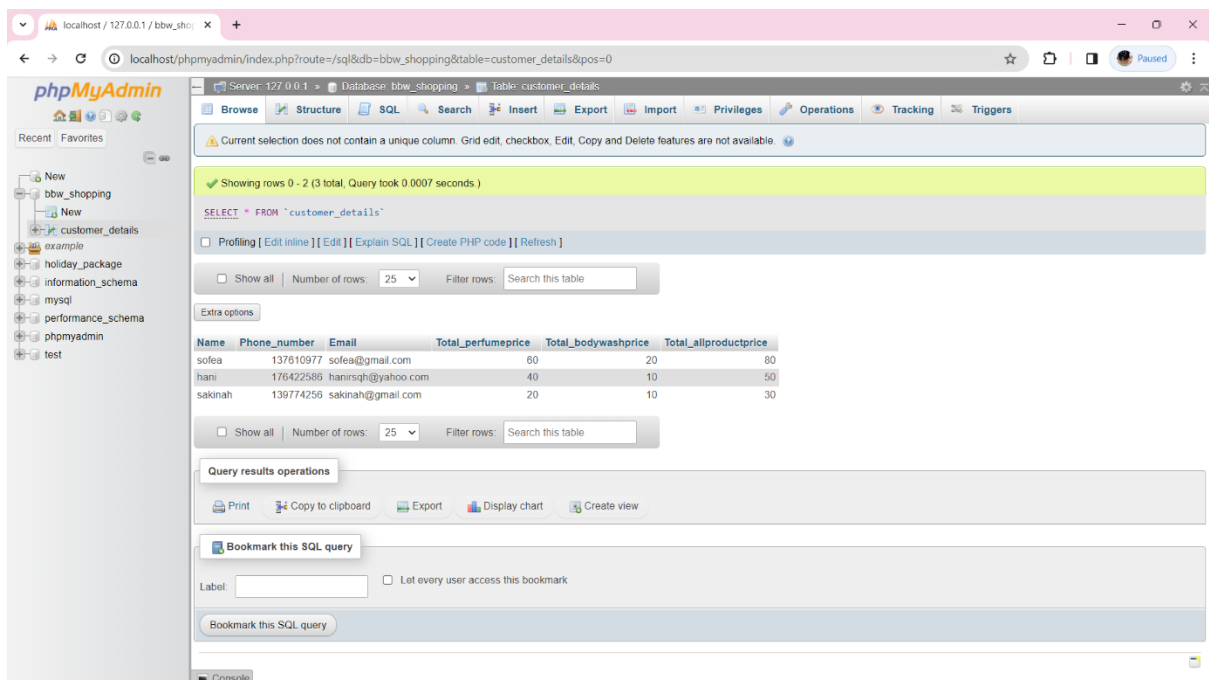 localhost / 127.0.0.1 / bbw_shop
localhost/phpmyadmin/index.php?route=/sql&db=bbw_shopping&table=customer_details&pos=0
Paused
phpMyAdmin
Recent Favorites
New
bbw_shopping
New
customer_details
example
holiday_package
information_schema
mysql
performance_schema
phpmyadmin
test
Server: 127.0.0.1 » Database: bbw_shopping » Table: customer_details
Browse Structure SQL Search Insert Export Import Privileges Operations Tracking Triggers
Current selection does not contain a unique column. Grid edit, checkbox, Edit, Copy and Delete features are not available.
Showing rows 0 - 2 (3 total, Query took 0.0007 seconds.)
SELECT * FROM `customer_details`
Profiling [ Edit inline ] [ Edit ] [ Explain SQL ] [ Create PHP code ] [ Refresh ]
Show all | Number of rows: 25 Filter rows: Search this table
Extra options
Name Phone_number Email Total_perfumeprice Total_bodywashprice Total_allproductprice
sofea 137610977 sofea@gmail.com 60 20 80
hani 176422586 hanirsqh@yahoo.com 40 10 50
sakinah 139774256 sakinah@gmail.com 20 10 30
Show all | Number of rows: 25 Filter rows: Search this table
Query results operations
Print Copy to clipboard Export Display chart Create view
Bookmark this SQL query
Label: Let every user access this bookmark
Bookmark this SQL query
Console